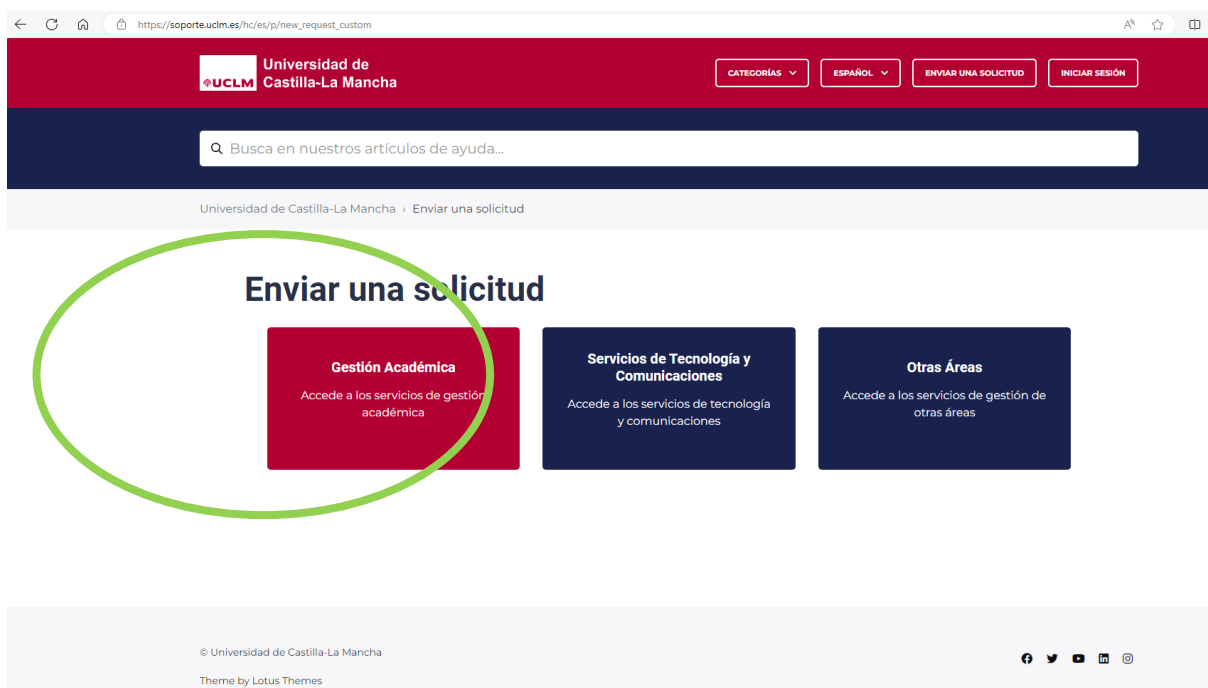 https://soporte.uclm.es/hc/es/p/new_request_custom
Universidad de
UCLM Castilla~La Mancha
CATEGORÍAS
ESPAÑOL
ENVIAR UNA SOLICITUD
INICIAR SESIÓN
Busca en nuestros artículos de ayuda...
Universidad de Castilla-La Mancha › Enviar una solicitud
Enviar una solicitud
Gestión Académica
Accede a los servicios de gestión
académica
Servicios de Tecnología y
Comunicaciones
Accede a los servicios de tecnología
y comunicaciones
Otras Áreas
Accede a los servicios de gestión de
otras áreas
© Universidad de Castilla-La Mancha
Theme by Lotus Themes